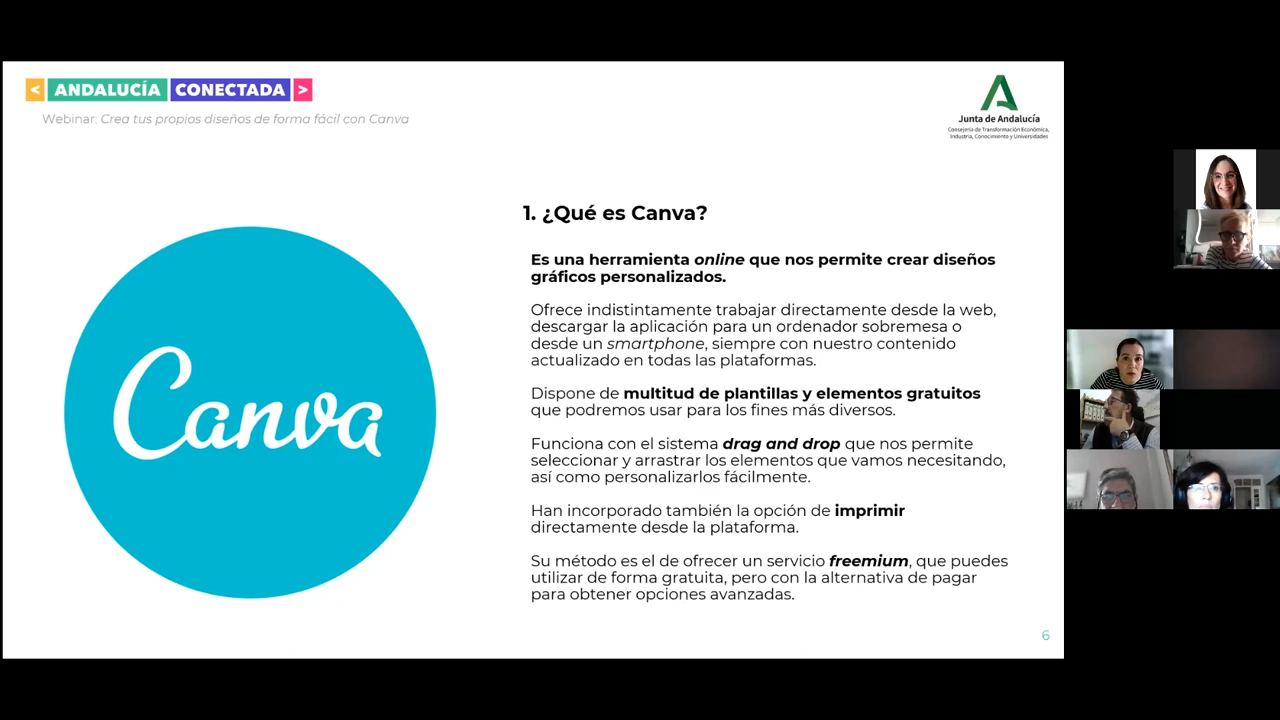 < ANDALUCÍA CONECTADA >
Webinar: Crea tus propios diseños de forma fácil con Canva
Junta de Andalucía
Consejería de Transformación Económica,
Industria, Conocimiento y Universidades
Canva
1. ¿Qué es Canva?
Es una herramienta online que nos permite crear diseños
gráficos personalizados.
Ofrece indistintamente trabajar directamente desde la web,
descargar la aplicación para un ordenador sobremesa o
desde un smartphone, siempre con nuestro contenido
actualizado en todas las plataformas.
Dispone de multitud de plantillas y elementos gratuitos
que podremos usar para los fines más diversos.
Funciona con el sistema drag and drop que nos permite
seleccionar y arrastrar los elementos que vamos necesitando,
así como personalizarlos fácilmente.
Han incorporado también la opción de imprimir
directamente desde la plataforma.
Su método es el de ofrecer un servicio freemium, que puedes
utilizar de forma gratuita, pero con la alternativa de pagar
para obtener opciones avanzadas.
6